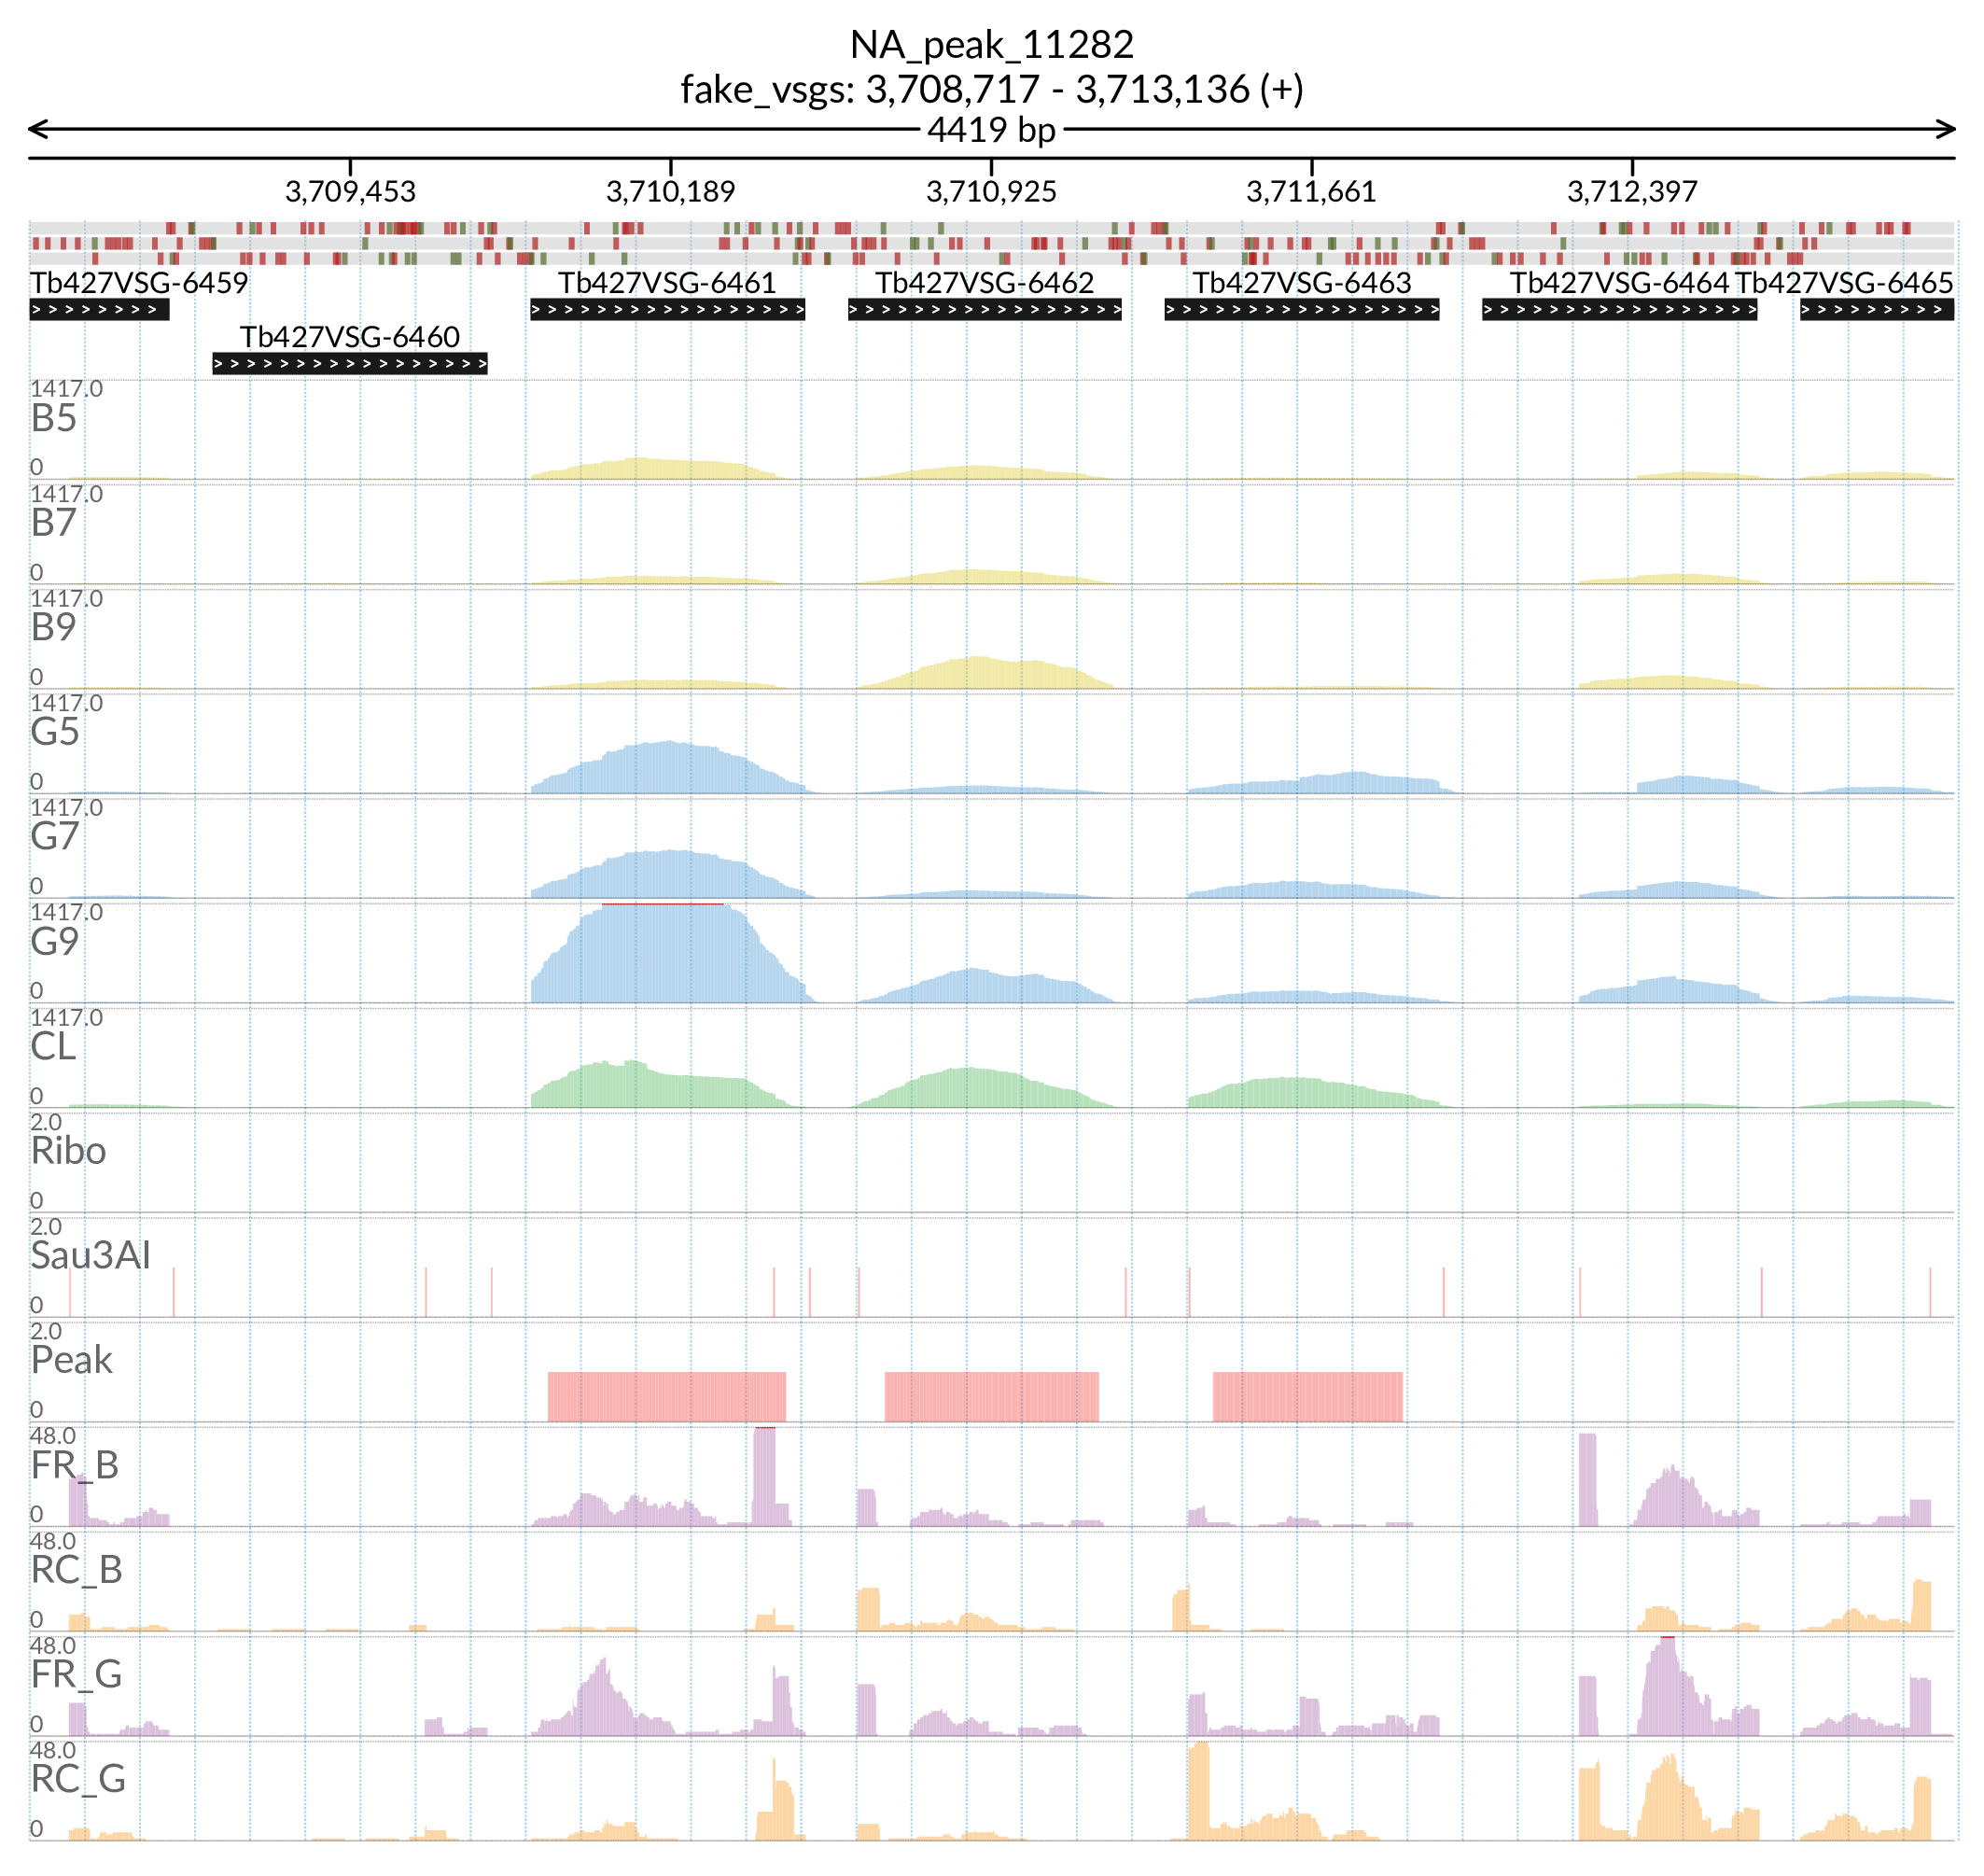 NA_peak_11282
fake_vsgs: 3,708,717 - 3,713,136 (+)
4419 bp
3,709,453 3,710,189 3,710,925 3,711,661 3,712,397
Tb427VSG-6459 Tb427VSG-6461 Tb427VSG-6462 Tb427VSG-6463 Tb427VSG-6464 Tb427VSG-6465
Tb427VSG-6460
1417.0
B5
0
1417.0
B7
0
1417.0
B9
0
1417.0
G5
0
1417.0
G7
0
1417.0
G9
0
1417.0
CL
0
2.0
Ribo
0
2.0
Sau3AI
0
2.0
Peak
0
48.0
FR_B
0
48.0
RC_B
0
48.0
FR_G
0
48.0
RC_G
0